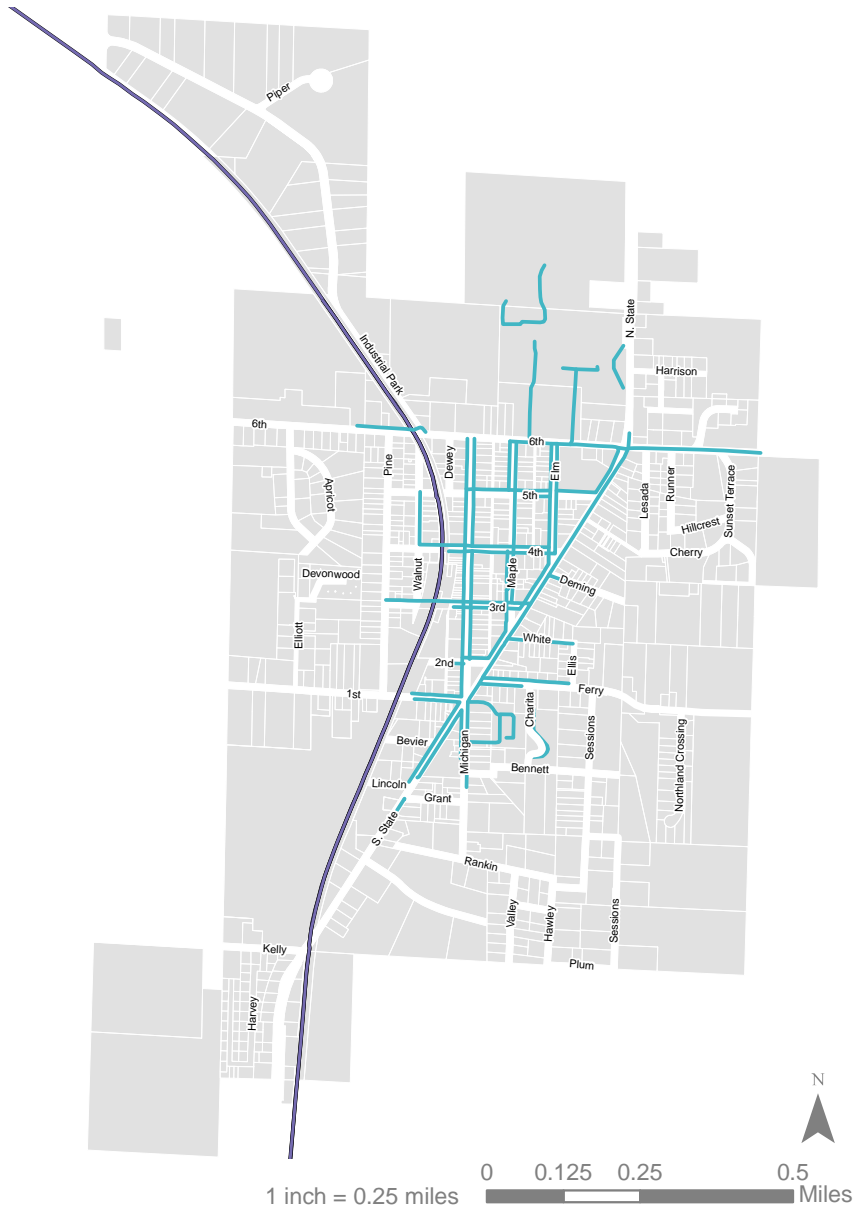 Piper
N. State
Industrial Park
Harrison
6th
6th
Dewey
Pine
Elm
Apricot
5th
Lesada
Runner
Sunset Terrace
Hillcrest
4th
Cherry
Devonwood
Walnut
Maple
Deming
3rd
Elliott
White
2nd
Ellis
1st
Ferry
Charita
Sessions
Bevier
Michigan
Northland Crossing
Bennett
Lincoln
Grant
S. State
Rankin
Valley
Hawley
Sessions
Kelly
Plum
Harvey
N
0 0.125 0.25 0.5
1 inch = 0.25 miles
Miles